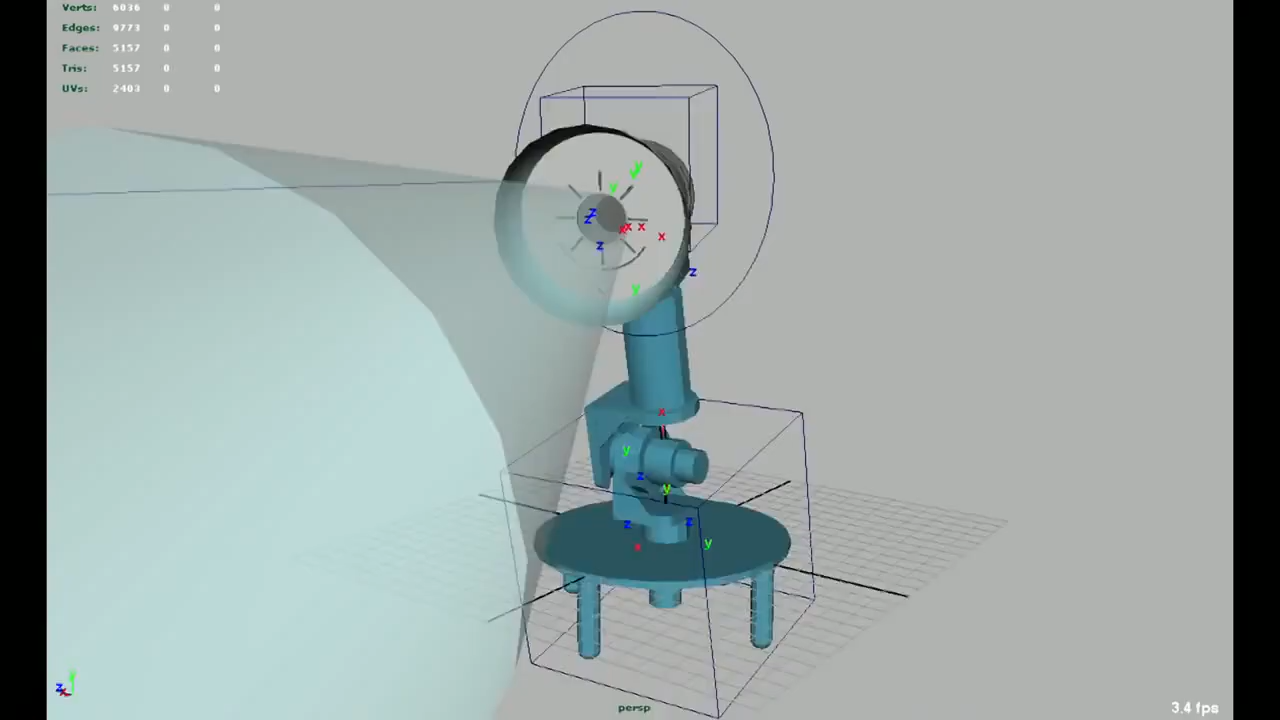 Verts: 6036 0 0
Edges: 9773 0 0
Faces: 5157 0 0
Tris: 5157 0 0
UVs: 2403 0 0
y
y
y
z
z
x
x
x
x
z
z
y
x
y
z
y
z
z
y
x
y
z
x
persp
3.4 fps